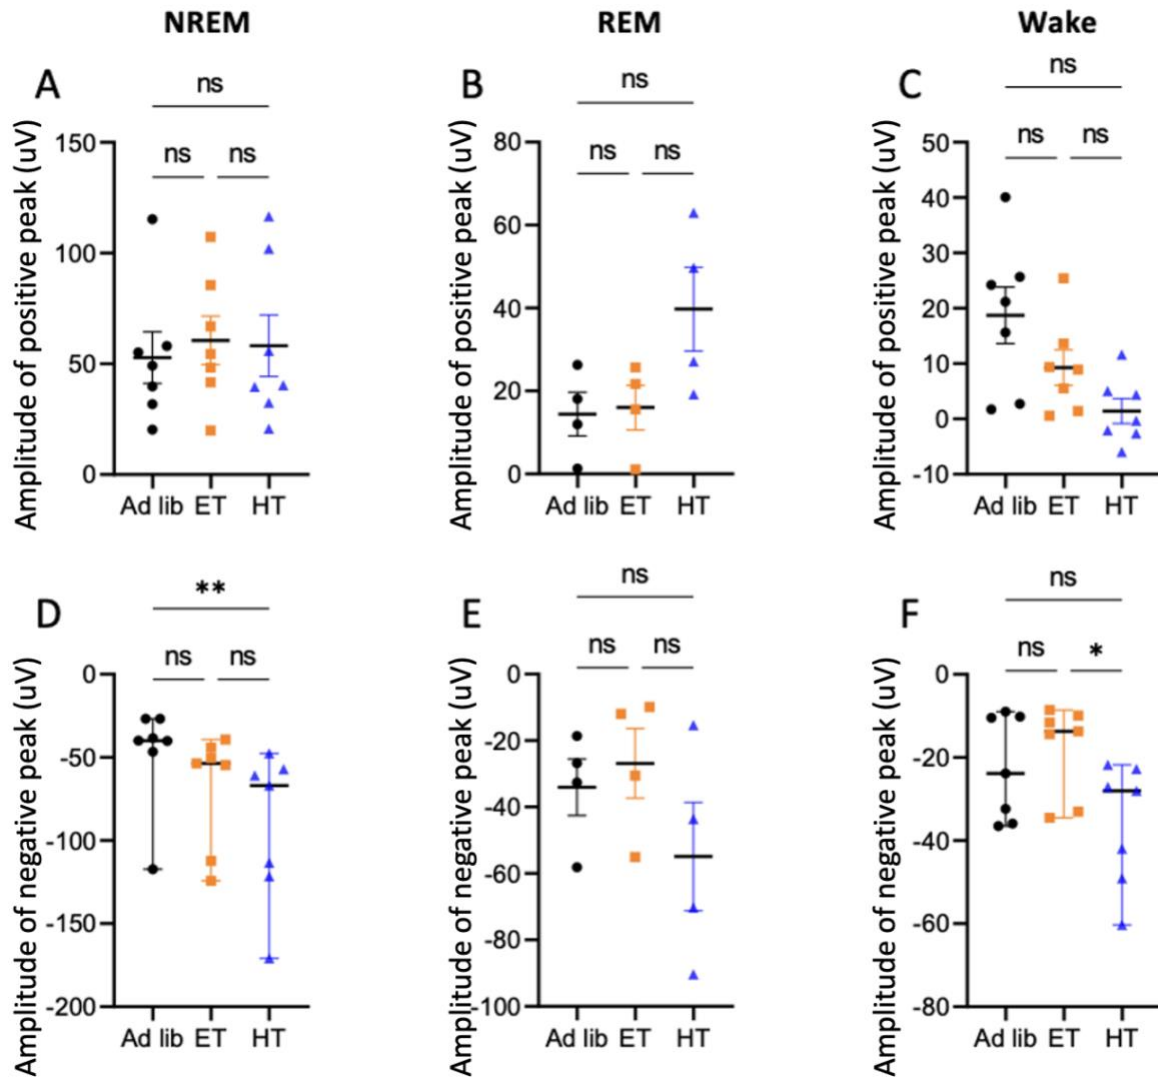 NREM
REM
Wake
A
ns
ns
ns
Amplitude of positive peak (uV)
150
100
50
0
Ad lib
ET
HT
B
ns
ns
ns
Amplitude of positive peak (uV)
80
60
40
20
0
Ad lib
ET
HT
C
ns
ns
ns
Amplitude of positive peak (uV)
50
40
30
20
10
0
-10
Ad lib
ET
HT
D
**
ns
ns
Amplitude of negative peak (uV)
0
-50
-100
-150
-200
Ad lib
ET
HT
E
ns
ns
ns
Amplitude of negative peak (uV)
0
-20
-40
-60
-80
-100
Ad lib
ET
HT
F
ns
ns
*
Amplitude of negative peak (uV)
0
-20
-40
-60
-80
Ad lib
ET
HT